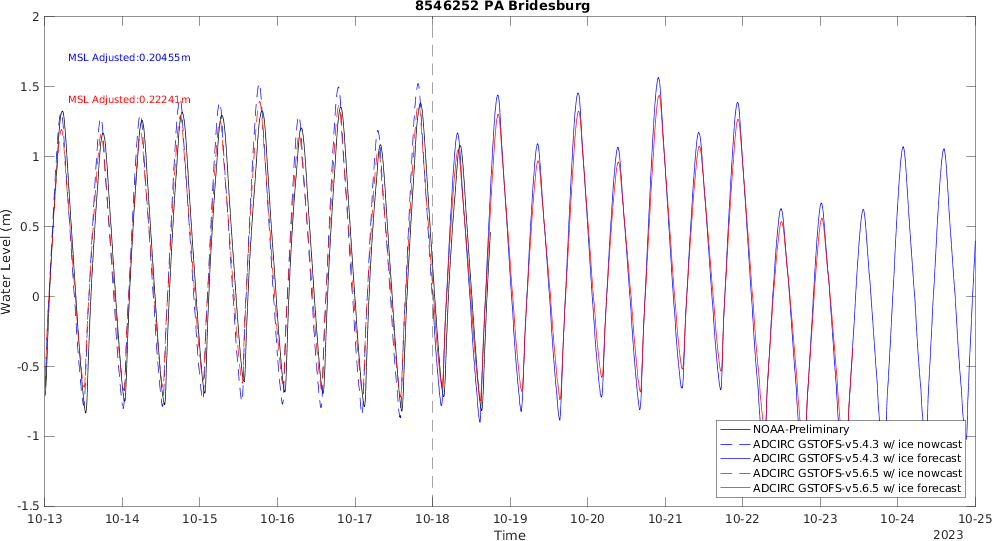 8546252 PA Bridesburg
MSL Adjusted:0.20455m
MSL Adjusted:0.22241m
Water Level (m)
2
1.5
1
0.5
0
-0.5
-1
-1.5
NOAA-Preliminary
ADCIRC GSTOFS-v5.4.3 w/ ice nowcast
ADCIRC GSTOFS-v5.4.3 w/ ice forecast
ADCIRC GSTOFS-v5.6.5 w/ ice nowcast
ADCIRC GSTOFS-v5.6.5 w/ ice forecast
10-13 10-14 10-15 10-16 10-17 10-18 10-19 10-20 10-21 10-22 10-23 10-24 10-25
Time
2023